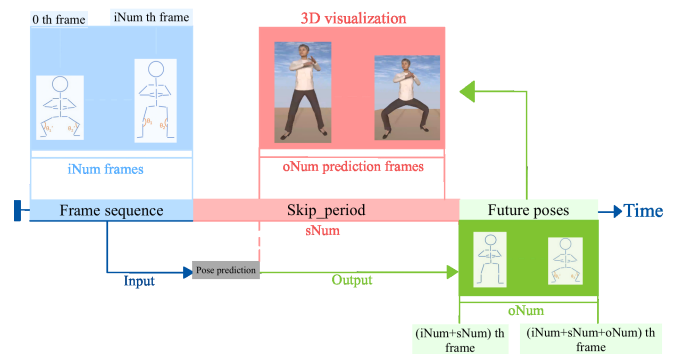 0 th frame
iNum th frame
3D visualization
iNum frames
oNum prediction frames
Frame sequence
Skip_period
Future poses
Time
sNum
Pose prediction
Input
Output
oNum
(iNum+sNum) th
frame
(iNum+sNum+oNum) th
frame